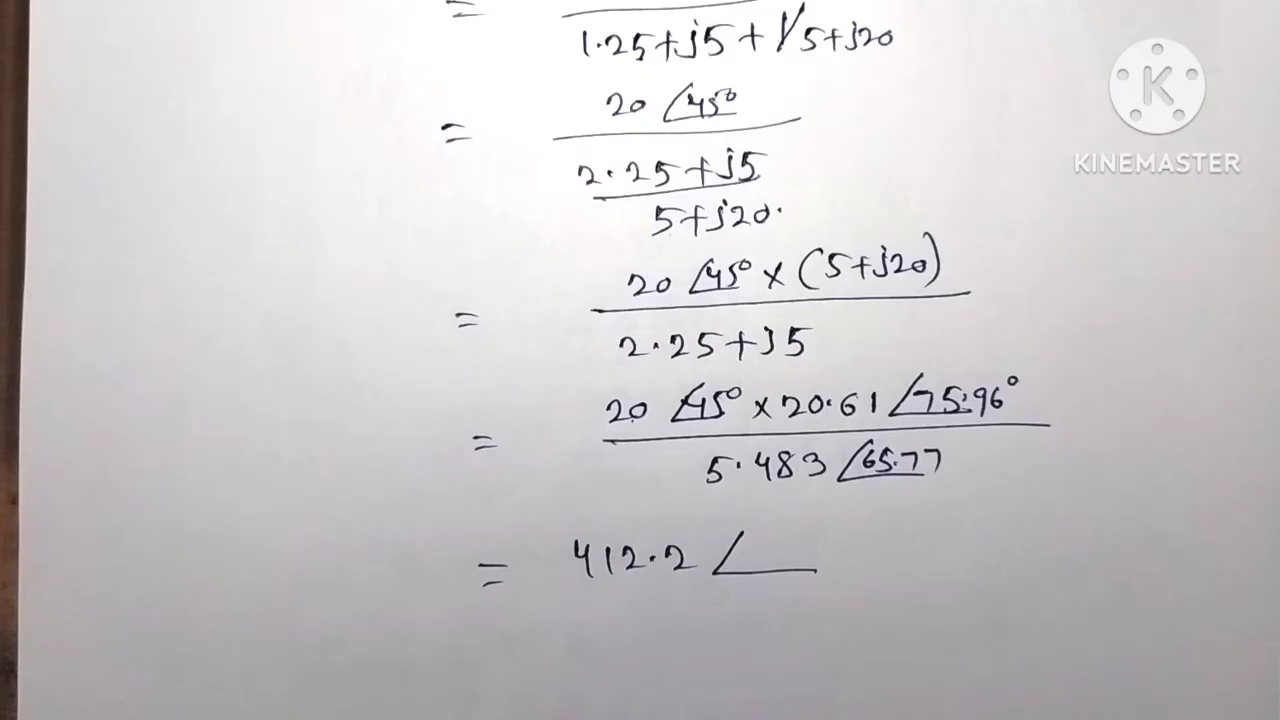 =
1.25+j5+1/5+j20
= 20 ∠45°
2.25+j5
5+j20.
= 20 ∠45° × (5+j20)
2.25+j5
= 20 ∠45° × 20.61 ∠75.96°
5.483 ∠65.77
= 412.2 ∠
K
KINEMASTER